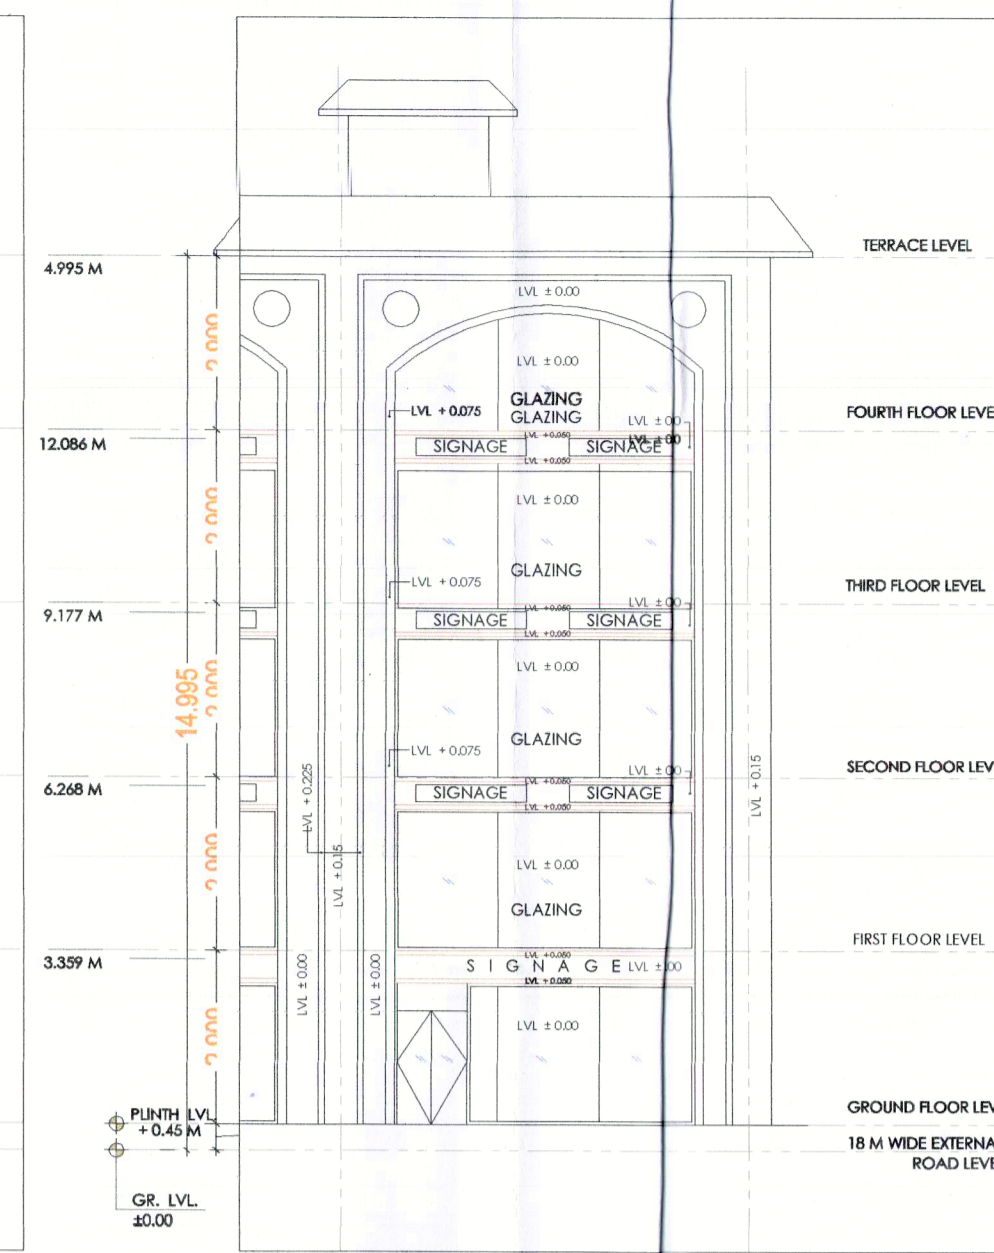 TERRACE LEVEL
4.995 M
LVL ±0.00
LVL ±0.00
GLAZING
LVL +0.075
GLAZING
FOURTH FLOOR LEVE
LVL ±00
LVL +0.050
LVL ±00
12.086 M
SIGNAGE
SIGNAGE
LVL +0.050
LVL ±0.00
GLAZING
LVL +0.075
THIRD FLOOR LEVEL
LVL ±00
LVL +0.050
9.177 M
SIGNAGE
SIGNAGE
LVL +0.050
LVL ±0.00
14.995
GLAZING
LVL +0.075
SECOND FLOOR LEV
LVL ±00
LVL +0.050
6.268 M
SIGNAGE
SIGNAGE
LVL +0.050
LVL +0.225
LVL +0.15
LVL +0.15
LVL ±0.00
GLAZING
FIRST FLOOR LEVEL
LVL +0.050
3.359 M
SIGNAGE
LVL ±00
LVL +0.050
LVL ±0.00
LVL ±0.00
LVL ±0.00
PLINTH LVL
+0.45 M
GROUND FLOOR LEV
18 M WIDE EXTERNA
ROAD LEVE
GR. LVL.
±0.00